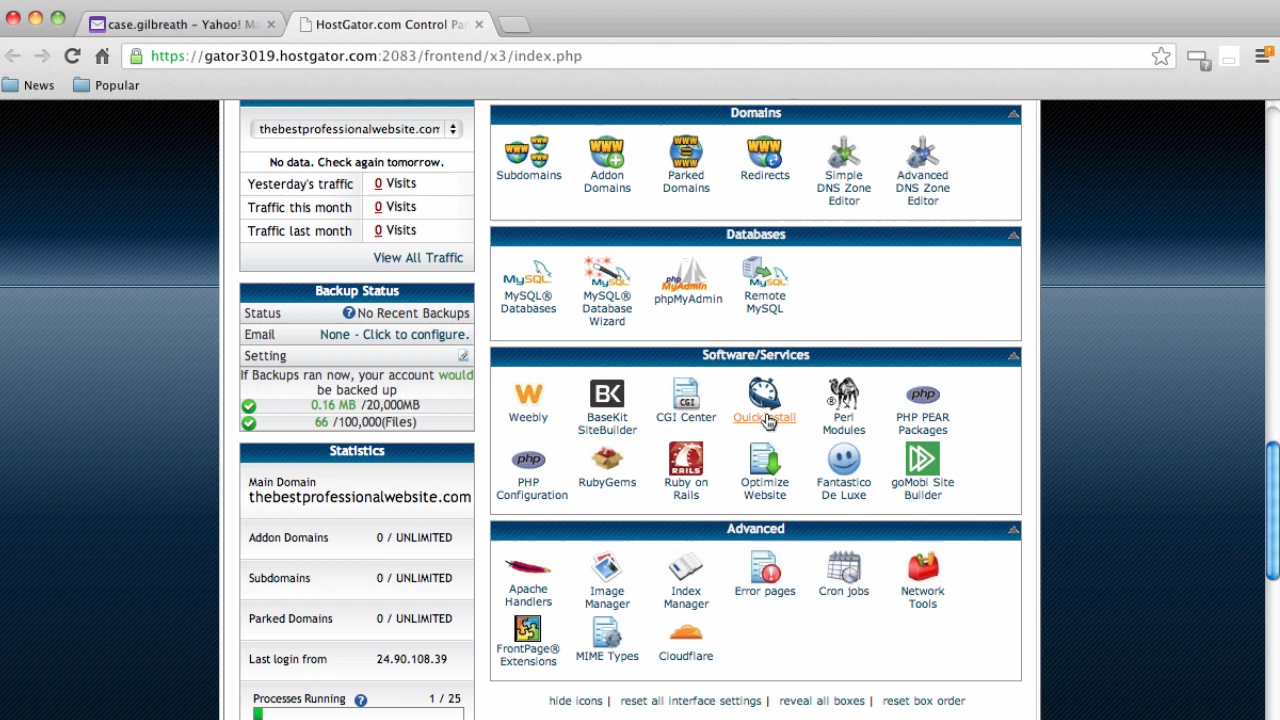 case.gilbreath – Yahoo! Ma
HostGator.com Control Pa
https://gator3019.hostgator.com:2083/frontend/x3/index.php
News
Popular
thebestprofessionalwebsite.com
No data. Check again tomorrow.
Yesterday's traffic 0 Visits
Traffic this month 0 Visits
Traffic last month 0 Visits
View All Traffic
Backup Status
Status No Recent Backups
Email None - Click to configure.
Setting
If Backups ran now, your account would
be backed up
0.16 MB /20,000MB
66 /100,000(Files)
Statistics
Main Domain
thebestprofessionalwebsite.com
Addon Domains 0 / UNLIMITED
Subdomains 0 / UNLIMITED
Parked Domains 0 / UNLIMITED
Last login from 24.90.108.39
Processes Running 1 / 25
Domains
Subdomains
Addon
Domains
Parked
Domains
Redirects
Simple
DNS Zone
Editor
Advanced
DNS Zone
Editor
Databases
MySQL®
Databases
MySQL®
Database
Wizard
phpMyAdmin
Remote
MySQL
Software/Services
Weebly
BaseKit
SiteBuilder
CGI Center
QuickInstall
Perl
Modules
PHP PEAR
Packages
PHP
Configuration
RubyGems
Ruby on
Rails
Optimize
Website
Fantastico
De Luxe
goMobi Site
Builder
Advanced
Apache
Handlers
Image
Manager
Index
Manager
Error pages
Cron jobs
Network
Tools
FrontPage®
Extensions
MIME Types
Cloudflare
hide icons | reset all interface settings | reveal all boxes | reset box order